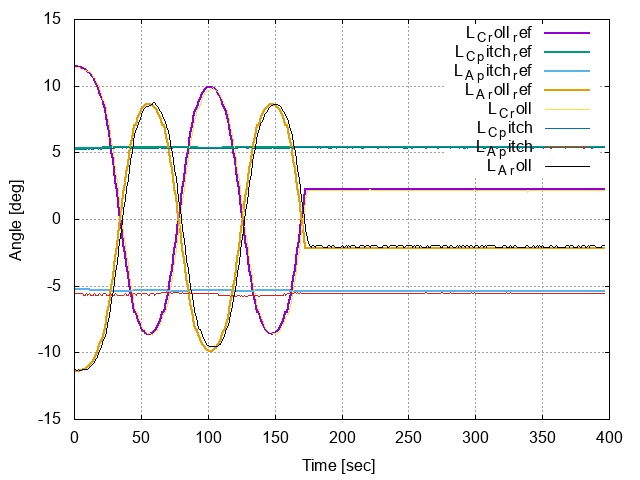 15
10
5
0
-5
-10
-15
Angle [deg]
L_Croll_ref
L_Cpitch_ref
L_Apitch_ref
L_Aroll_ref
L_Croll
L_Cpitch
L_Apitch
L_Aroll
0 50 100 150 200 250 300 350 400
Time [sec]